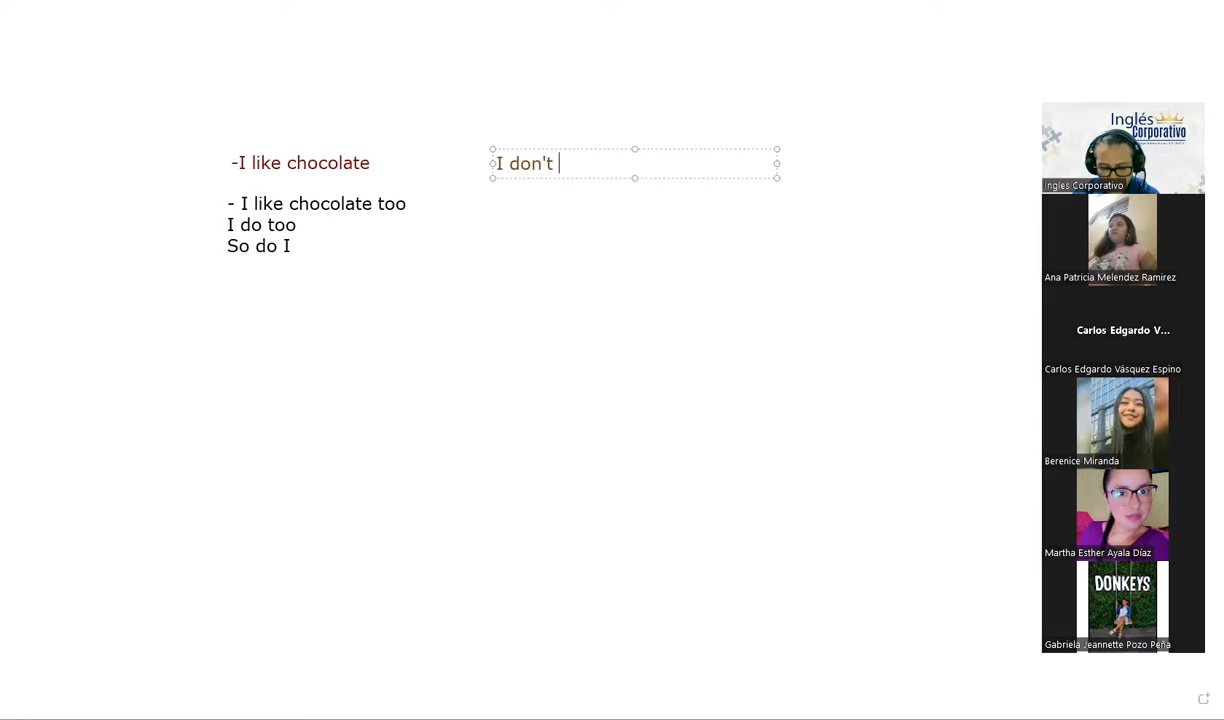 -I like chocolate
I don't
- I like chocolate too
I do too
So do I
Inglés
Corporativo
Ingles Corporativo
Ana Patricia Melendez Ramirez
Carlos Edgardo V...
Carlos Edgardo Vásquez Espino
Berenice Miranda
Martha Esther Ayala Díaz
DONKEYS
Gabriela Jeannette Pozo Peña